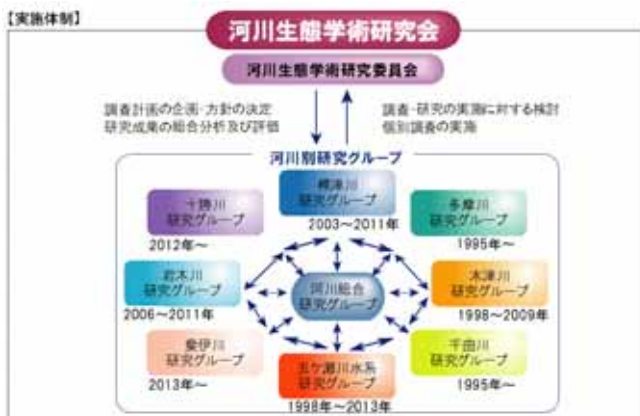 【実施体制】
河川生態学術研究会
河川生態学術研究委員会
調査計画の企画・方針の決定
研究成果の総合分析及び評価
調査・研究の実施に対する検討
個別調査の実施
河川別研究グループ
標津川
研究グループ
2003～2011年
十勝川
研究グループ
2012年～
多摩川
研究グループ
1995年～
岩木川
研究グループ
2006～2011年
河川総合
研究グループ
木津川
研究グループ
1998～2009年
斐伊川
研究グループ
2013年～
五ケ瀬川水系
研究グループ
1998年～2013年
千曲川
研究グループ
1995年～